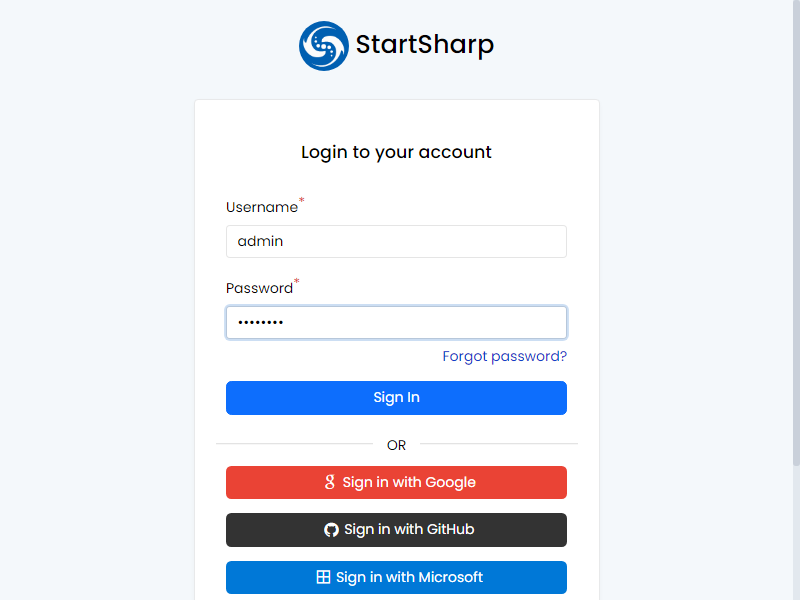 StartSharp
Login to your account
Username*
admin
Password*
••••••••
Forgot password?
Sign In
OR
Sign in with Google
Sign in with GitHub
Sign in with Microsoft